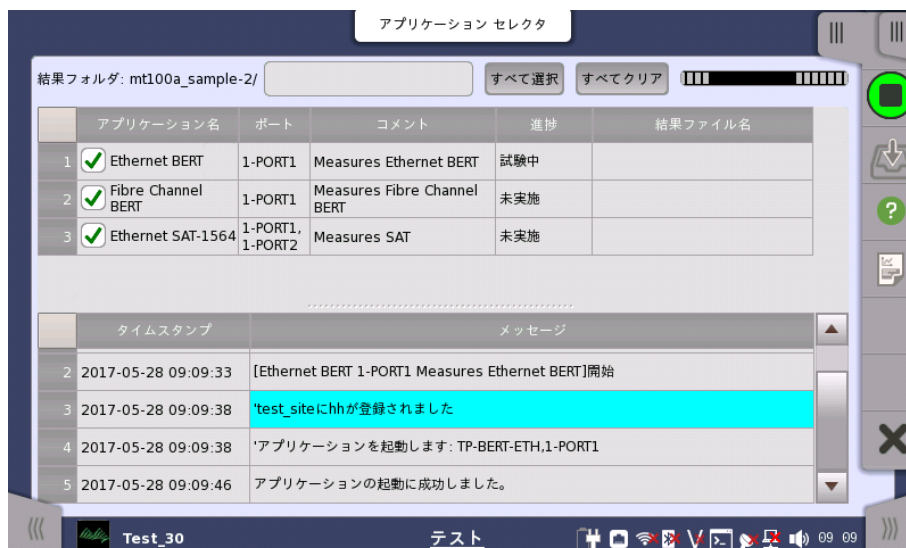 アプリケーション セレクタ
結果フォルダ: mt100a_sample-2/
すべて選択
すべてクリア
アプリケーション名 ポート コメント 進捗 結果ファイル名
1 Ethernet BERT 1-PORT1 Measures Ethernet BERT 試験中
2 Fibre Channel BERT 1-PORT1 Measures Fibre Channel BERT 未実施
3 Ethernet SAT-1564 1-PORT1, 1-PORT2 Measures SAT 未実施
タイムスタンプ メッセージ
2 2017-05-28 09:09:33 [Ethernet BERT 1-PORT1 Measures Ethernet BERT]開始
3 2017-05-28 09:09:38 'test_siteにhhが登録されました
4 2017-05-28 09:09:38 'アプリケーションを起動します: TP-BERT-ETH,1-PORT1
5 2017-05-28 09:09:46 アプリケーションの起動に成功しました。
Test_30 テスト 09 09